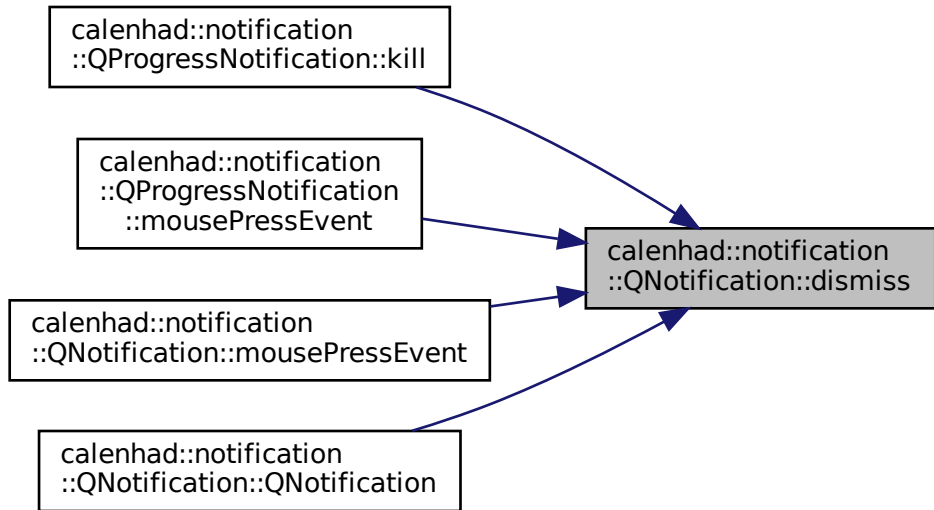 calenhad::notification
::QProgressNotification::kill
calenhad::notification
::QProgressNotification
::mousePressEvent
calenhad::notification
::QNotification::dismiss
calenhad::notification
::QNotification::mousePressEvent
calenhad::notification
::QNotification::QNotification